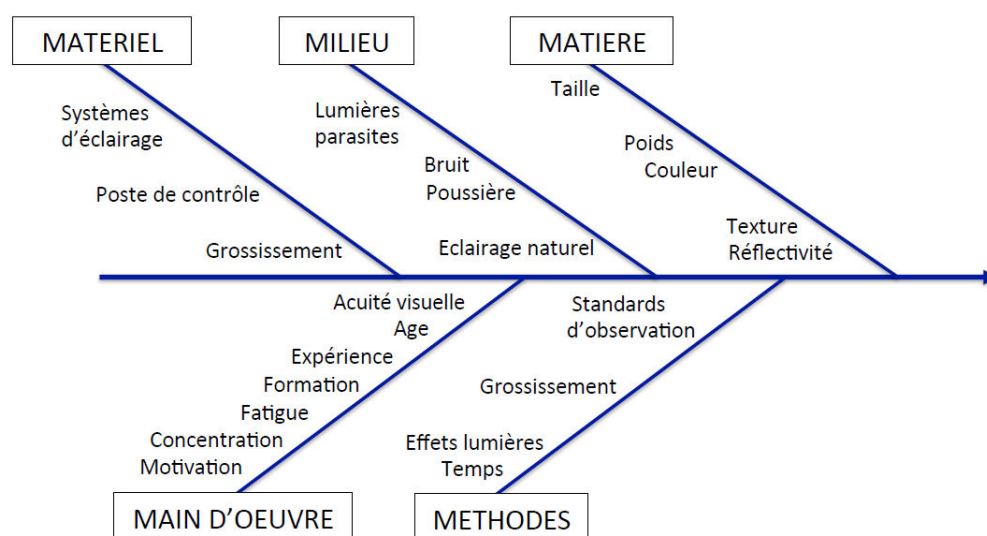 MATERIEL
MILIEU
MATIERE
Systèmes
d'éclairage
Poste de contrôle
Grossissement
Lumières
parasites
Bruit
Poussière
Eclairage naturel
Taille
Poids
Couleur
Texture
Réflectivité
Acuité visuelle
Age
Expérience
Formation
Fatigue
Concentration
Motivation
MAIN D'OEUVRE
Standards
d'observation
Grossissement
Effets lumières
Temps
METHODES